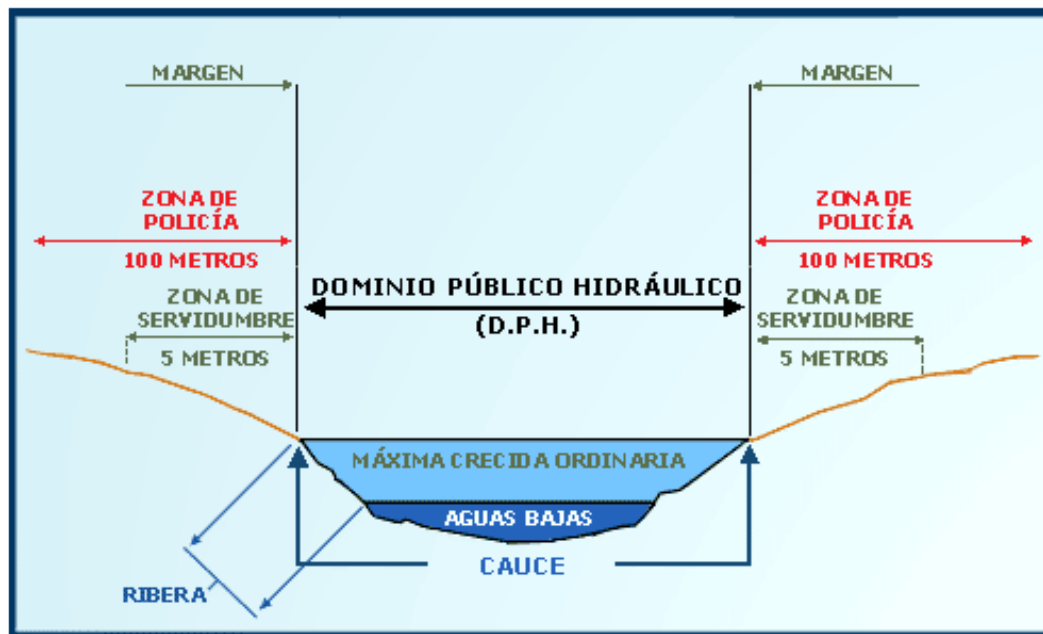 MARGEN
MARGEN
ZONA DE
POLICÍA
100 METROS
ZONA DE
POLICÍA
100 METROS
DOMINIO PÚBLICO HIDRÁULICO
(D.P.H.)
ZONA DE
SERVIDUMBRE
5 METROS
ZONA DE
SERVIDUMBRE
5 METROS
MÁXIMA CRECIDA ORDINARIA
AGUAS BAJAS
CAUCE
RIBERA